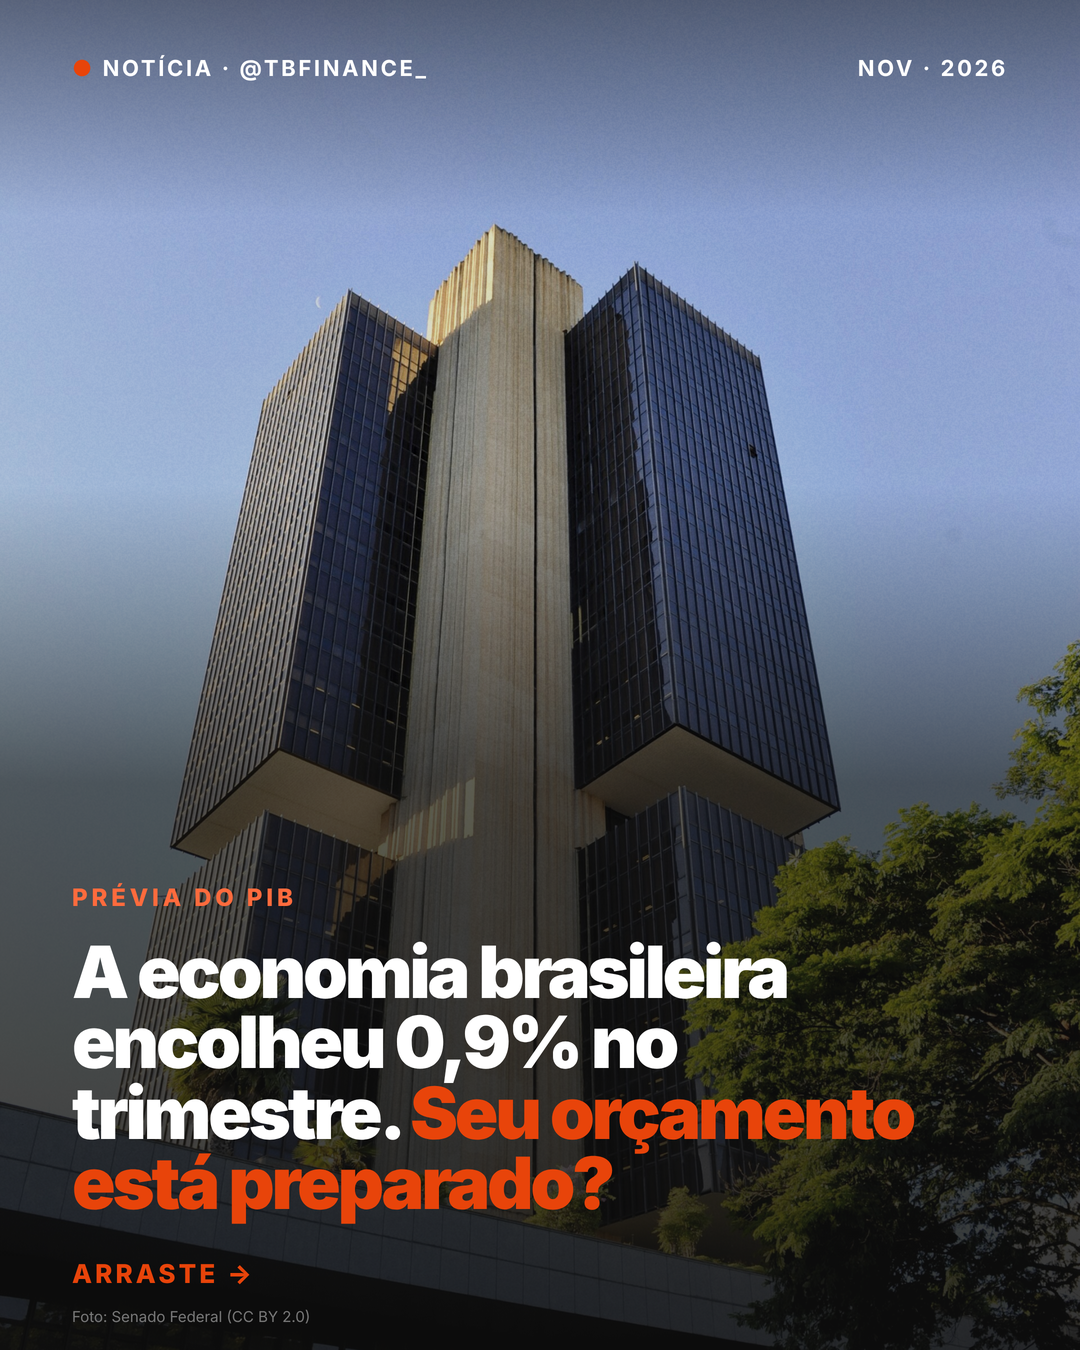 NOTÍCIA · @TBFINANCE_
NOV · 2026
PRÉVIA DO PIB
A economia brasileira
encolheu 0,9% no
trimestre. Seu orçamento
está preparado?
ARRASTE →
Foto: Senado Federal (CC BY 2.0)